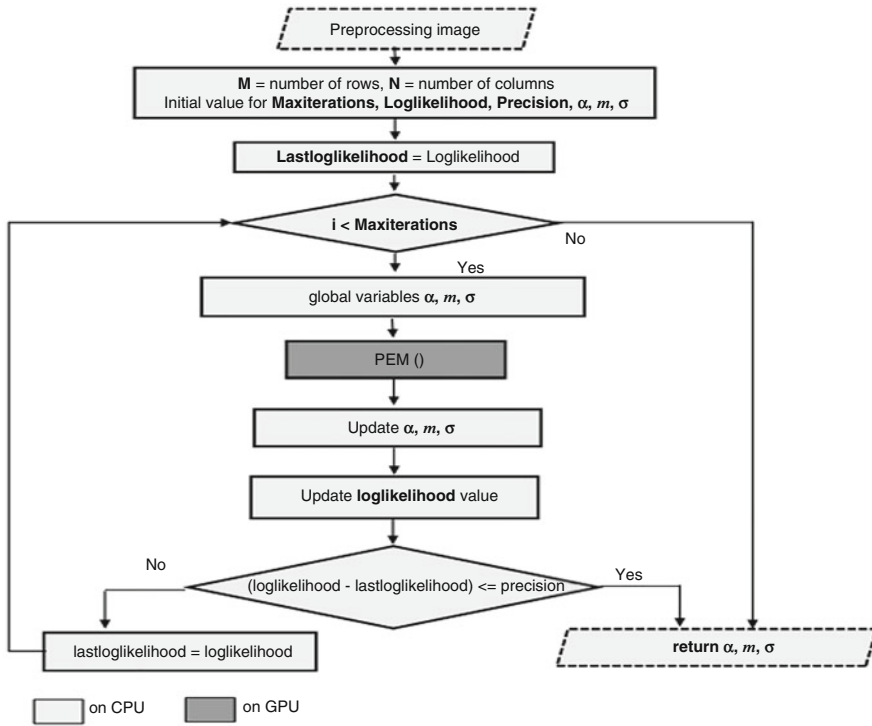 Preprocessing image
M = number of rows, N = number of columns
Initial value for Maxiterations, Loglikelihood, Precision, α, m, σ
Lastloglikelihood = Loglikelihood
i < Maxiterations
No
Yes
global variables α, m, σ
PEM ()
Update α, m, σ
Update loglikelihood value
No
(loglikelihood - lastloglikelihood) <= precision
Yes
lastloglikelihood = loglikelihood
return α, m, σ
on CPU
on GPU